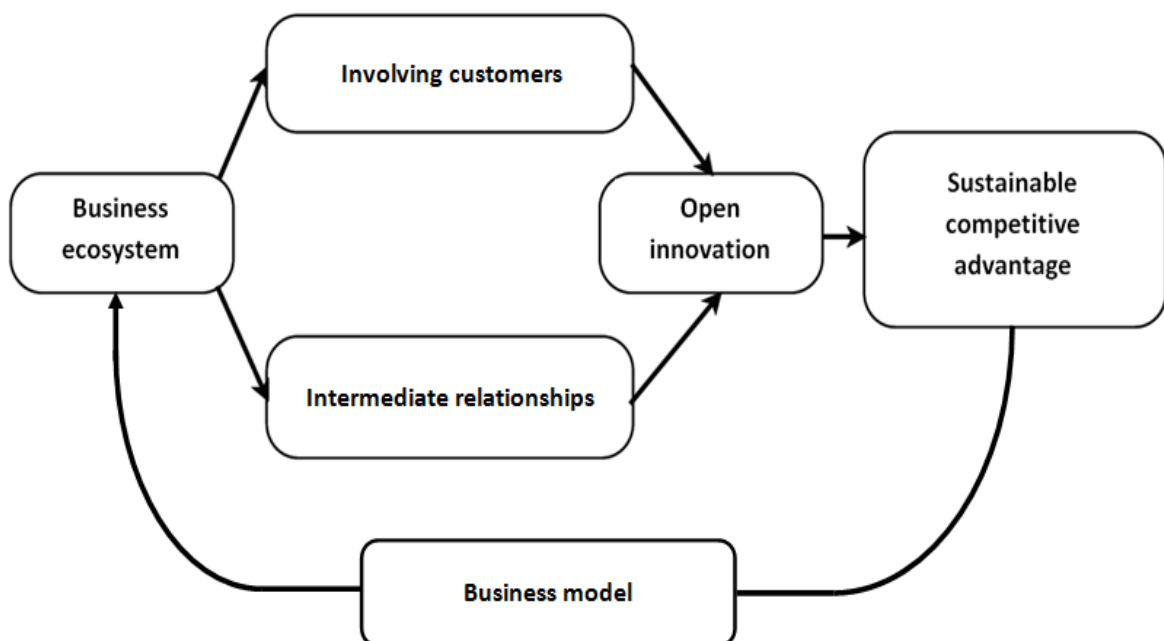 Involving customers
Business
ecosystem
Open
innovation
Sustainable
competitive
advantage
Intermediate relationships
Business model